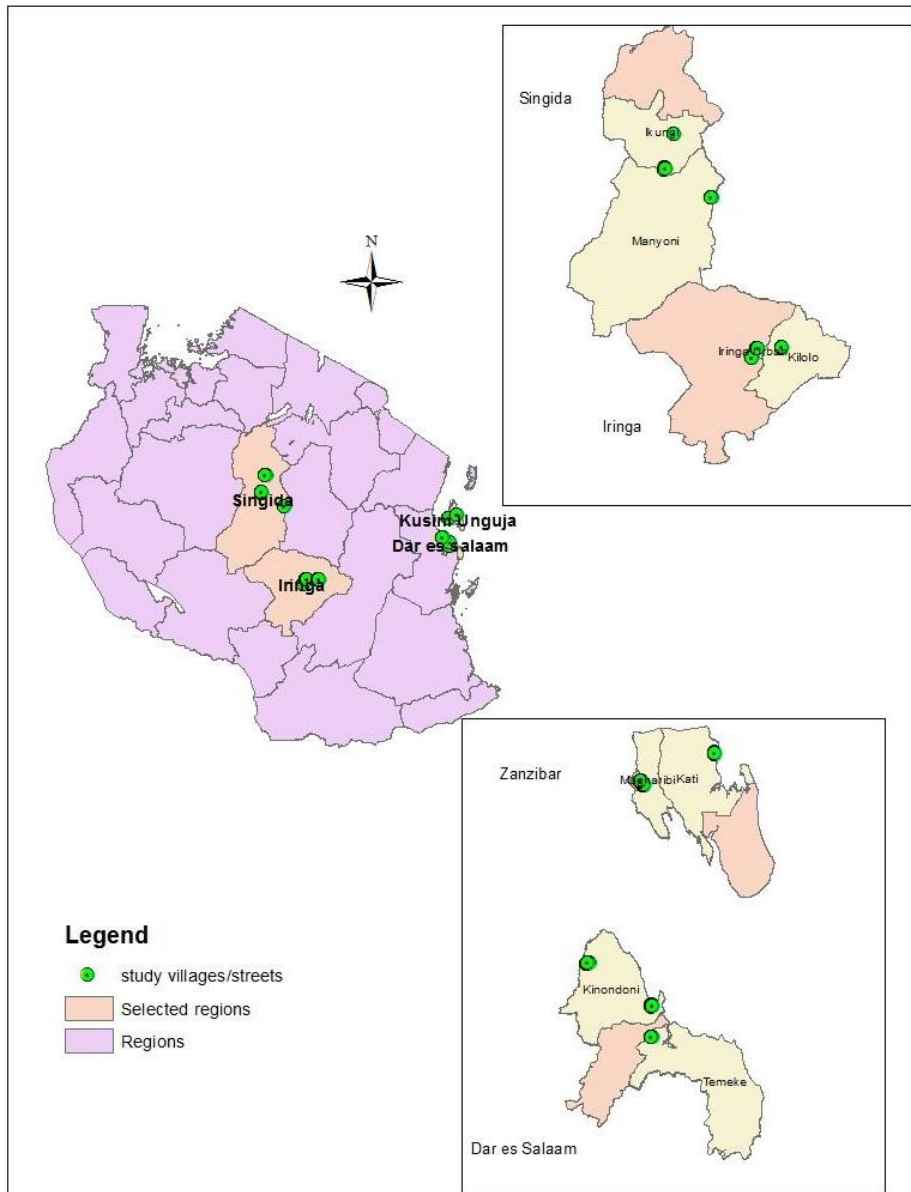 Singida
Ikungi
Manyoni
Iringa Urban
Kilolo
Iringa
N
Singida
Kusini Unguja
Dar es salaam
Iringa
Zanzibar
Magharibi
Kati
Kinondoni
Temeke
Dar es Salaam
Legend
study villages/streets
Selected regions
Regions